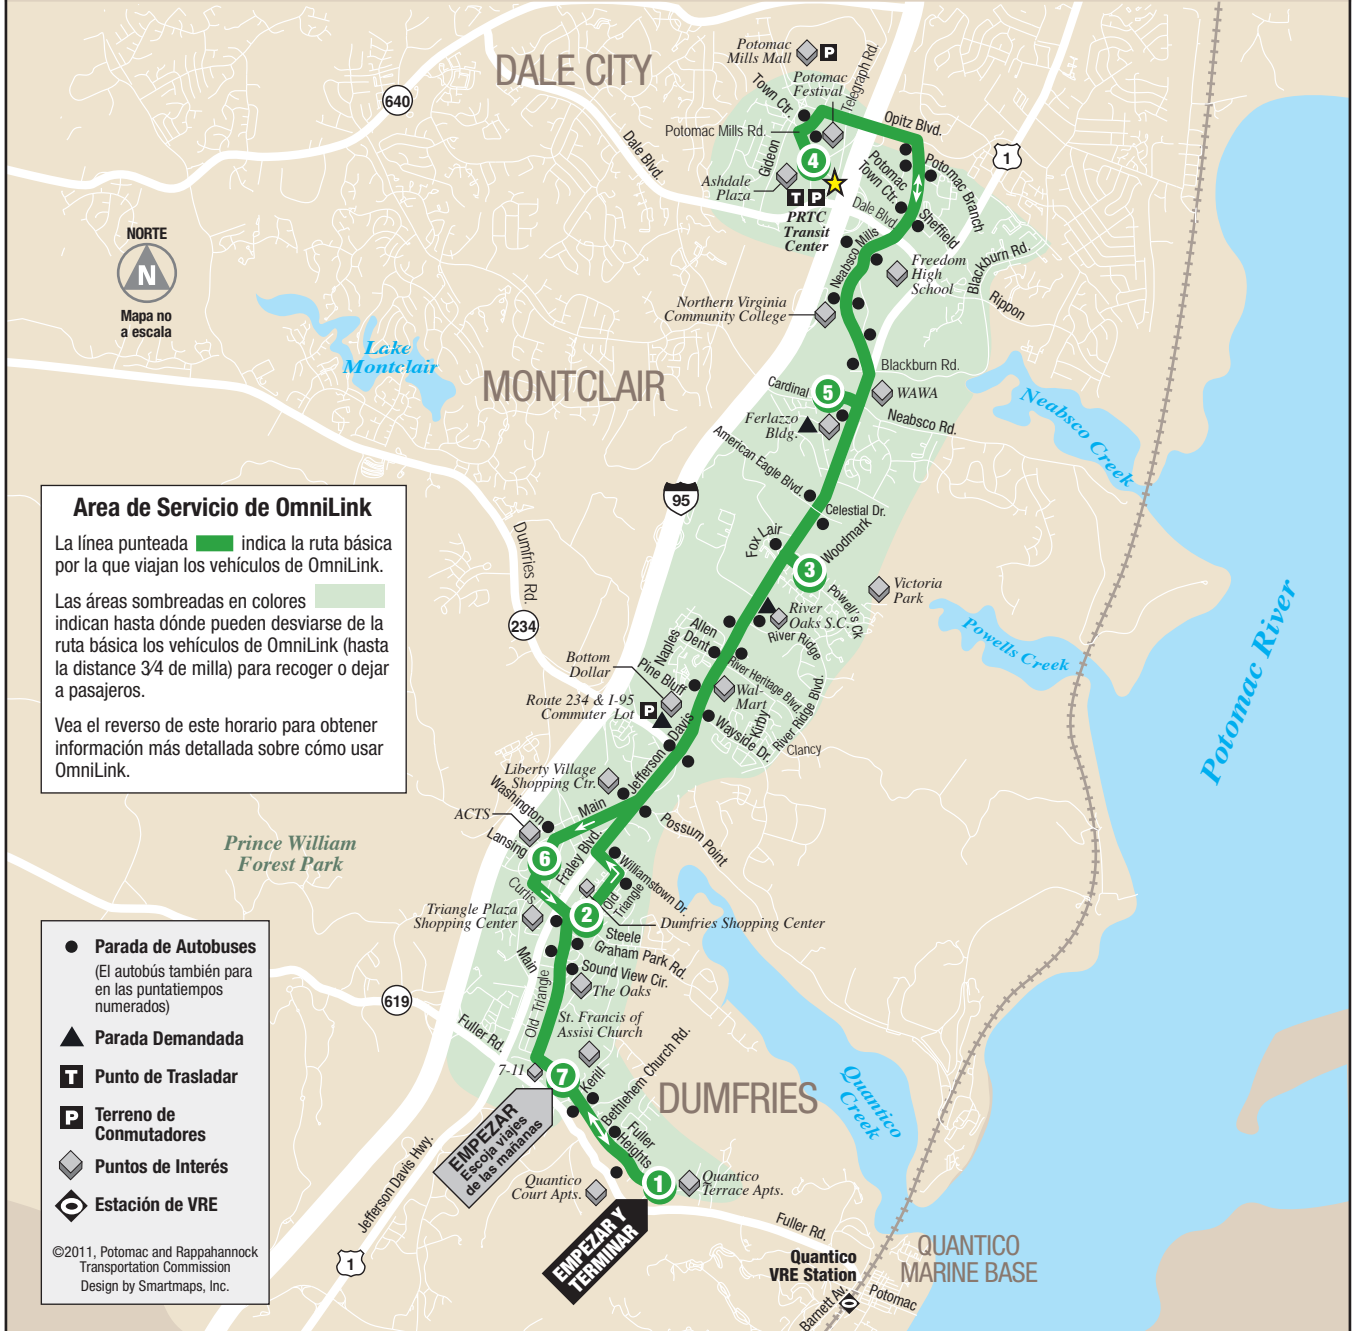 DALE CITY
Potomac
Mills Mall
P
Potomac
Festival
Telegraph Rd.
Town Ctr.
640
Opitz Blvd.
Potomac Mills Rd.
1
Dale Blvd.
Gideon
4
Potomac
Town Ctr.
Potomac Branch
Ashdale
Plaza
T P
PRTC
Transit
Center
Dale Blvd.
Sheffield
NORTE
N
Mapa no
a escala
Neabsco Mills
Freedom
High
School
Blackburn Rd.
Rippon
Northern Virginia
Community College
Lake
Montclair
MONTCLAIR
Blackburn Rd.
Cardinal
5
WAWA
Neabsco Creek
Ferlazzo
Bldg.
Neabsco Rd.
American Eagle Blvd.
95
Celestial Dr.
Area de Servicio de OmniLink
La línea punteada indica la ruta básica
por la que viajan los vehículos de OmniLink.
Las áreas sombreadas en colores
indican hasta dónde pueden desviarse de la
ruta básica los vehículos de OmniLink (hasta
la distance 3⁄4 de milla) para recoger o dejar
a pasajeros.
Vea el reverso de este horario para obtener
información más detallada sobre cómo usar
OmniLink.
Dumfries Rd.
234
Fox Lair
Woodmark
3
Victoria
Park
Powell's Ck
River
Oaks S.C.
Powells Creek
Potomac River
Allen
Dent
River Ridge
Naples
Bottom
Dollar
Pine Bluff
River Heritage Blvd.
Wal-
Mart
Route 234 & I-95
Commuter Lot
P
Kirby
River Ridge Blvd.
Wayside Dr.
Clancy
Jefferson Davis
Liberty Village
Shopping Ctr.
Washington
Main
ACTS
Lansing
Possum Point
Prince William
Forest Park
6
Fraley Blvd.
Williamstown Dr.
Curtis
Old
Triangle
Triangle Plaza
Shopping Center
2
Dumfries Shopping Center
Steele
Graham Park Rd.
Main
Sound View Cir.
The Oaks
Old Triangle
619
Fuller Rd.
St. Francis of
Assisi Church
7-11
7
Kerill
Bethlehem Church Rd.
DUMFRIES
Quantico
Creek
EMPEZAR
Escoja viajes
de las mañanas
Fuller
Heights
Jefferson Davis Hwy.
Quantico
Court Apts.
1
Quantico
Terrace Apts.
EMPEZAR Y
TERMINAR
Fuller Rd.
1
Quantico
VRE Station
QUANTICO
MARINE BASE
Barnett Av.
Potomac
Parada de Autobuses
(El autobús también para
en las puntatiempos
numerados)
Parada Demandada
T Punto de Trasladar
P Terreno de
Conmutadores
Puntos de Interés
Estación de VRE
©2011, Potomac and Rappahannock
Transportation Commission
Design by Smartmaps, Inc.